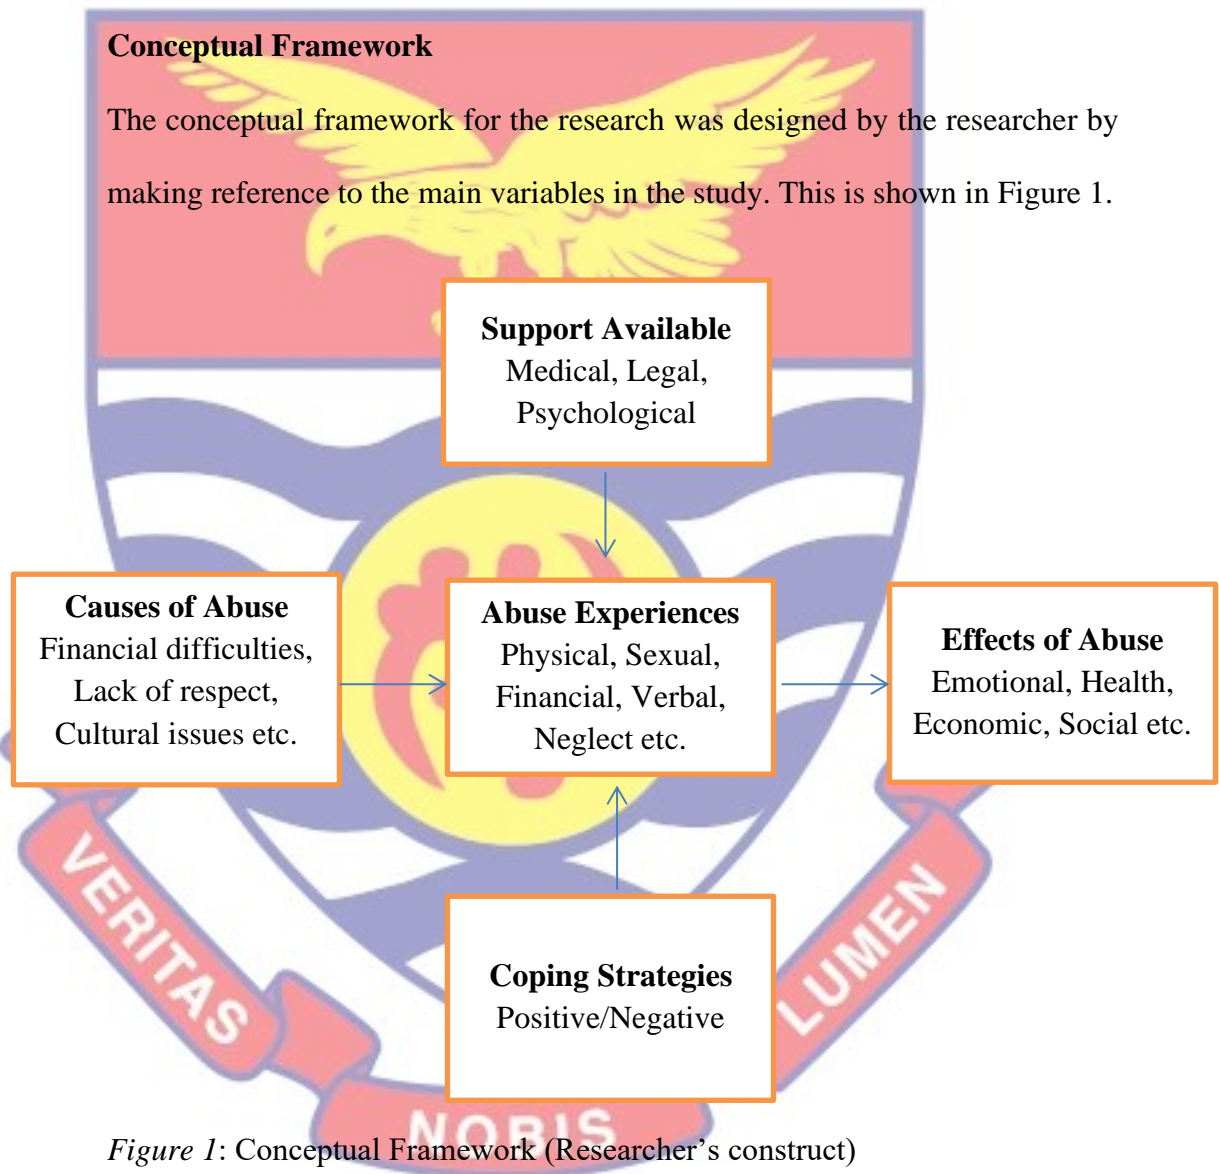 Conceptual Framework
The conceptual framework for the research was designed by the researcher by
making reference to the main variables in the study. This is shown in Figure 1.
Support Available
Medical, Legal,
Psychological
Causes of Abuse
Financial difficulties,
Lack of respect,
Cultural issues etc.
Abuse Experiences
Physical, Sexual,
Financial, Verbal,
Neglect etc.
Effects of Abuse
Emotional, Health,
Economic, Social etc.
Coping Strategies
Positive/Negative
VERITAS
NOBIS
LUMEN
Figure 1: Conceptual Framework (Researcher’s construct)